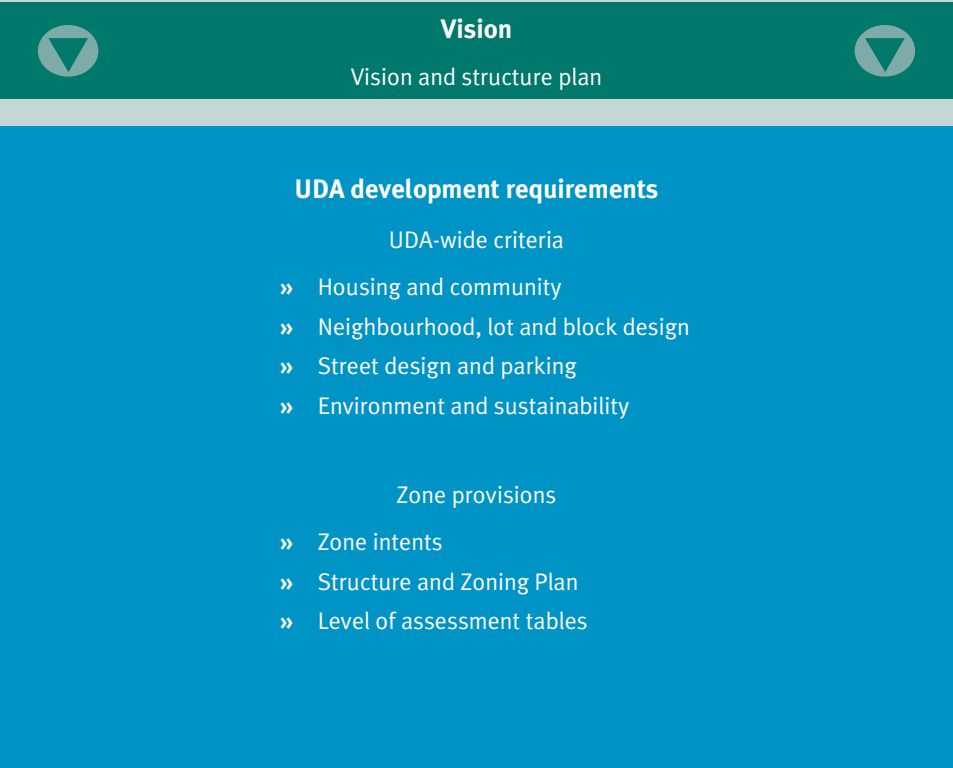 Vision
Vision and structure plan
UDA development requirements
UDA-wide criteria
» Housing and community
» Neighbourhood, lot and block design
» Street design and parking
» Environment and sustainability
Zone provisions
» Zone intents
» Structure and Zoning Plan
» Level of assessment tables